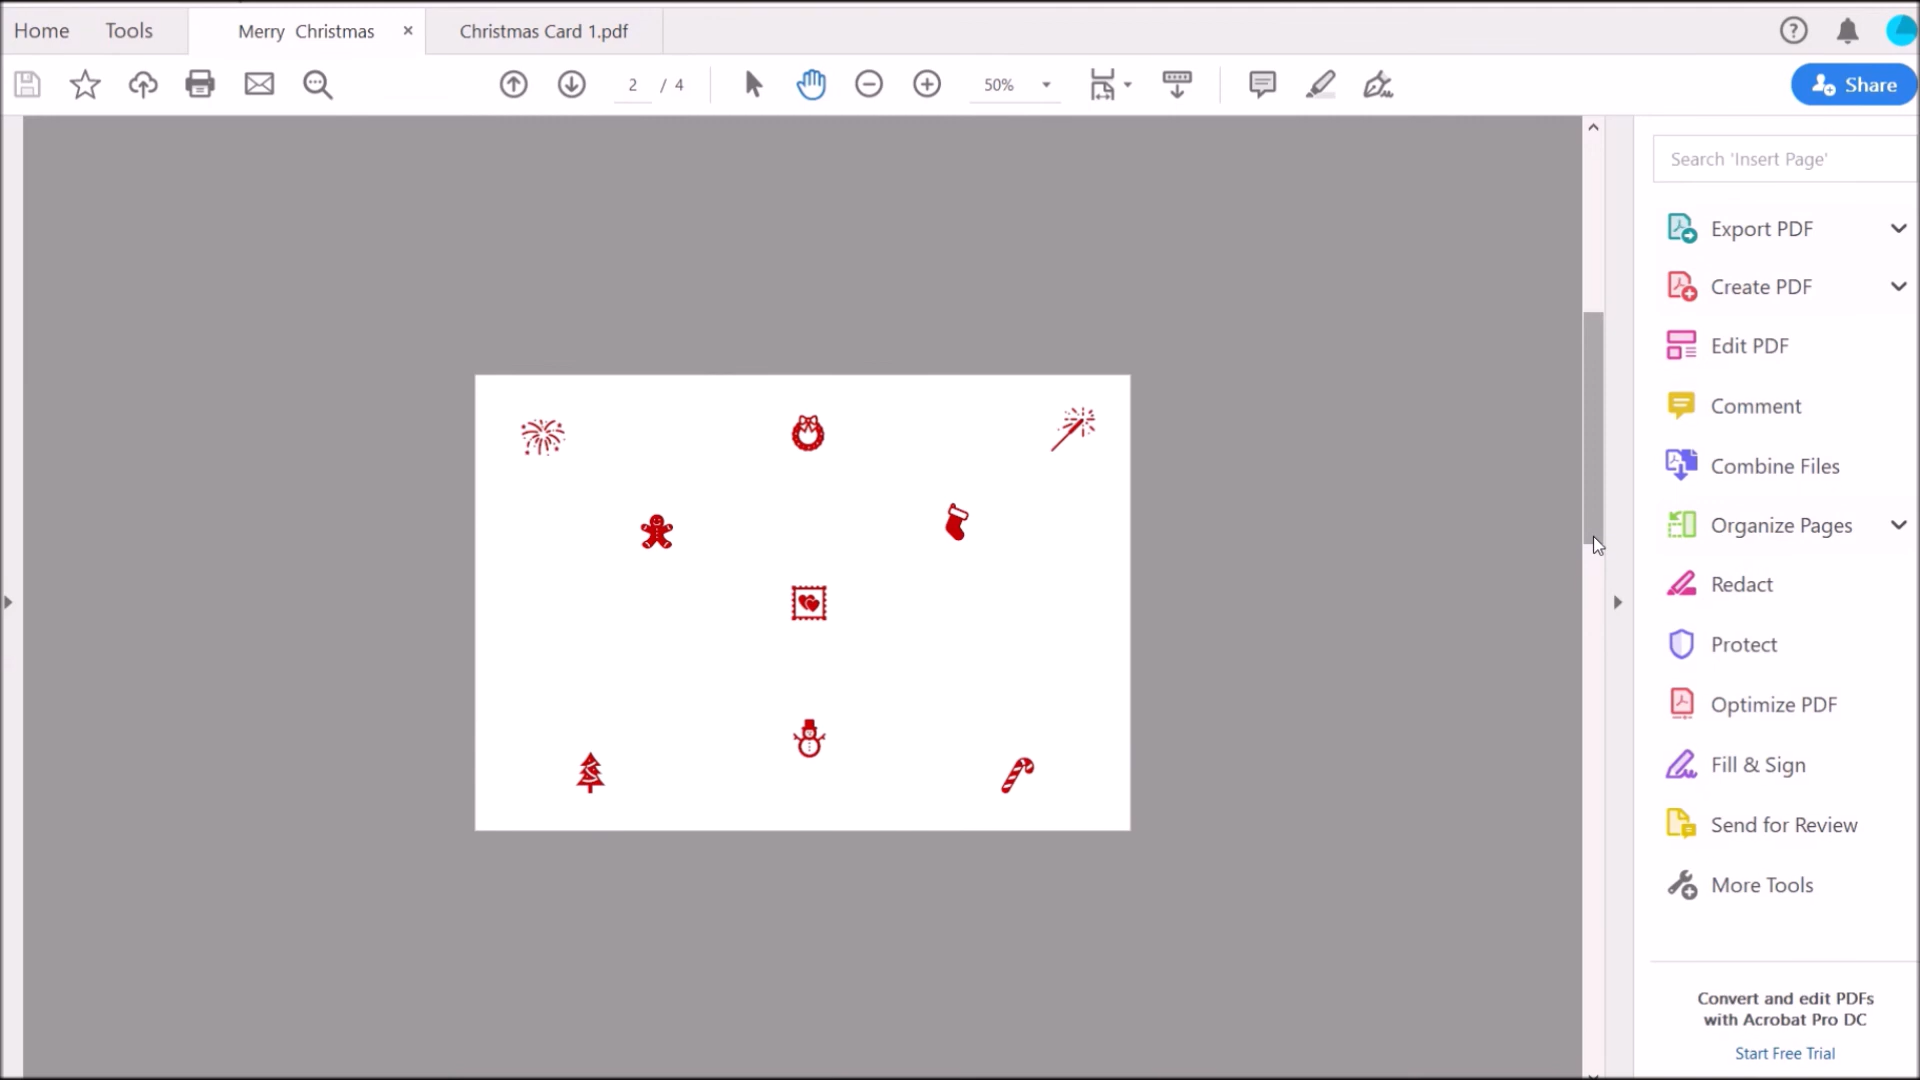 Home Tools Merry Christmas × Christmas Card 1.pdf
2 / 4 50% Share
Search 'Insert Page'
Export PDF
Create PDF
Edit PDF
Comment
Combine Files
Organize Pages
Redact
Protect
Optimize PDF
Fill & Sign
Send for Review
More Tools
Convert and edit PDFs
with Acrobat Pro DC
Start Free Trial